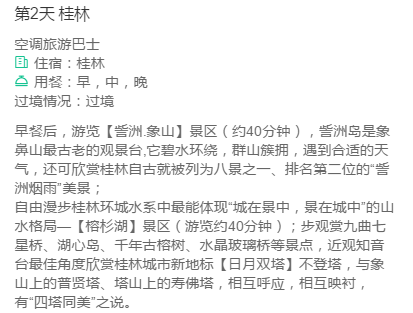 第2天 桂林
空调旅游巴士
住宿：桂林
用餐：早，中，晚
过境情况：过境
早餐后，游览【訾洲.象山】景区（约40分钟），訾洲岛是象
鼻山最古老的观景台,它碧水环绕，群山簇拥，遇到合适的天
气，还可欣赏桂林自古就被列为八景之一、排名第二位的“訾
洲烟雨”美景；
自由漫步桂林环城水系中最能体现“城在景中，景在城中”的山
水格局—【榕杉湖】景区（游览约40分钟）；步观赏九曲七
星桥、湖心岛、千年古榕树、水晶玻璃桥等景点，近观知音
台最佳角度欣赏桂林城市新地标【日月双塔】不登塔，与象
山上的普贤塔、塔山上的寿佛塔，相互呼应，相互映衬，
有“四塔同美”之说。